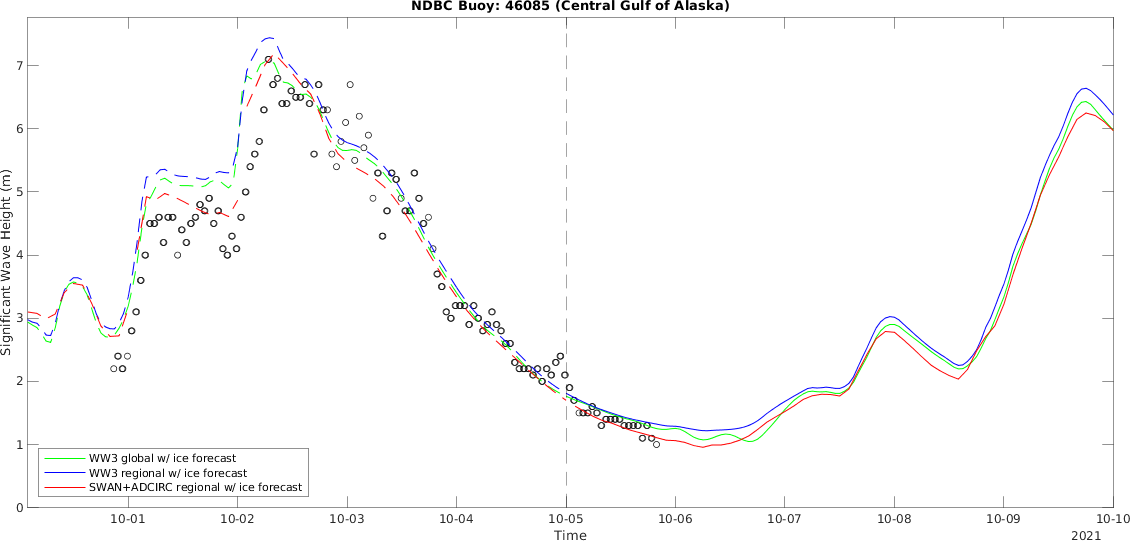 NDBC Buoy: 46085 (Central Gulf of Alaska)
Significant Wave Height (m)
7
6
5
4
3
2
1
0
WW3 global w/ ice forecast
WW3 regional w/ ice forecast
SWAN+ADCIRC regional w/ ice forecast
10-01 10-02 10-03 10-04 10-05 10-06 10-07 10-08 10-09 10-10
Time
2021